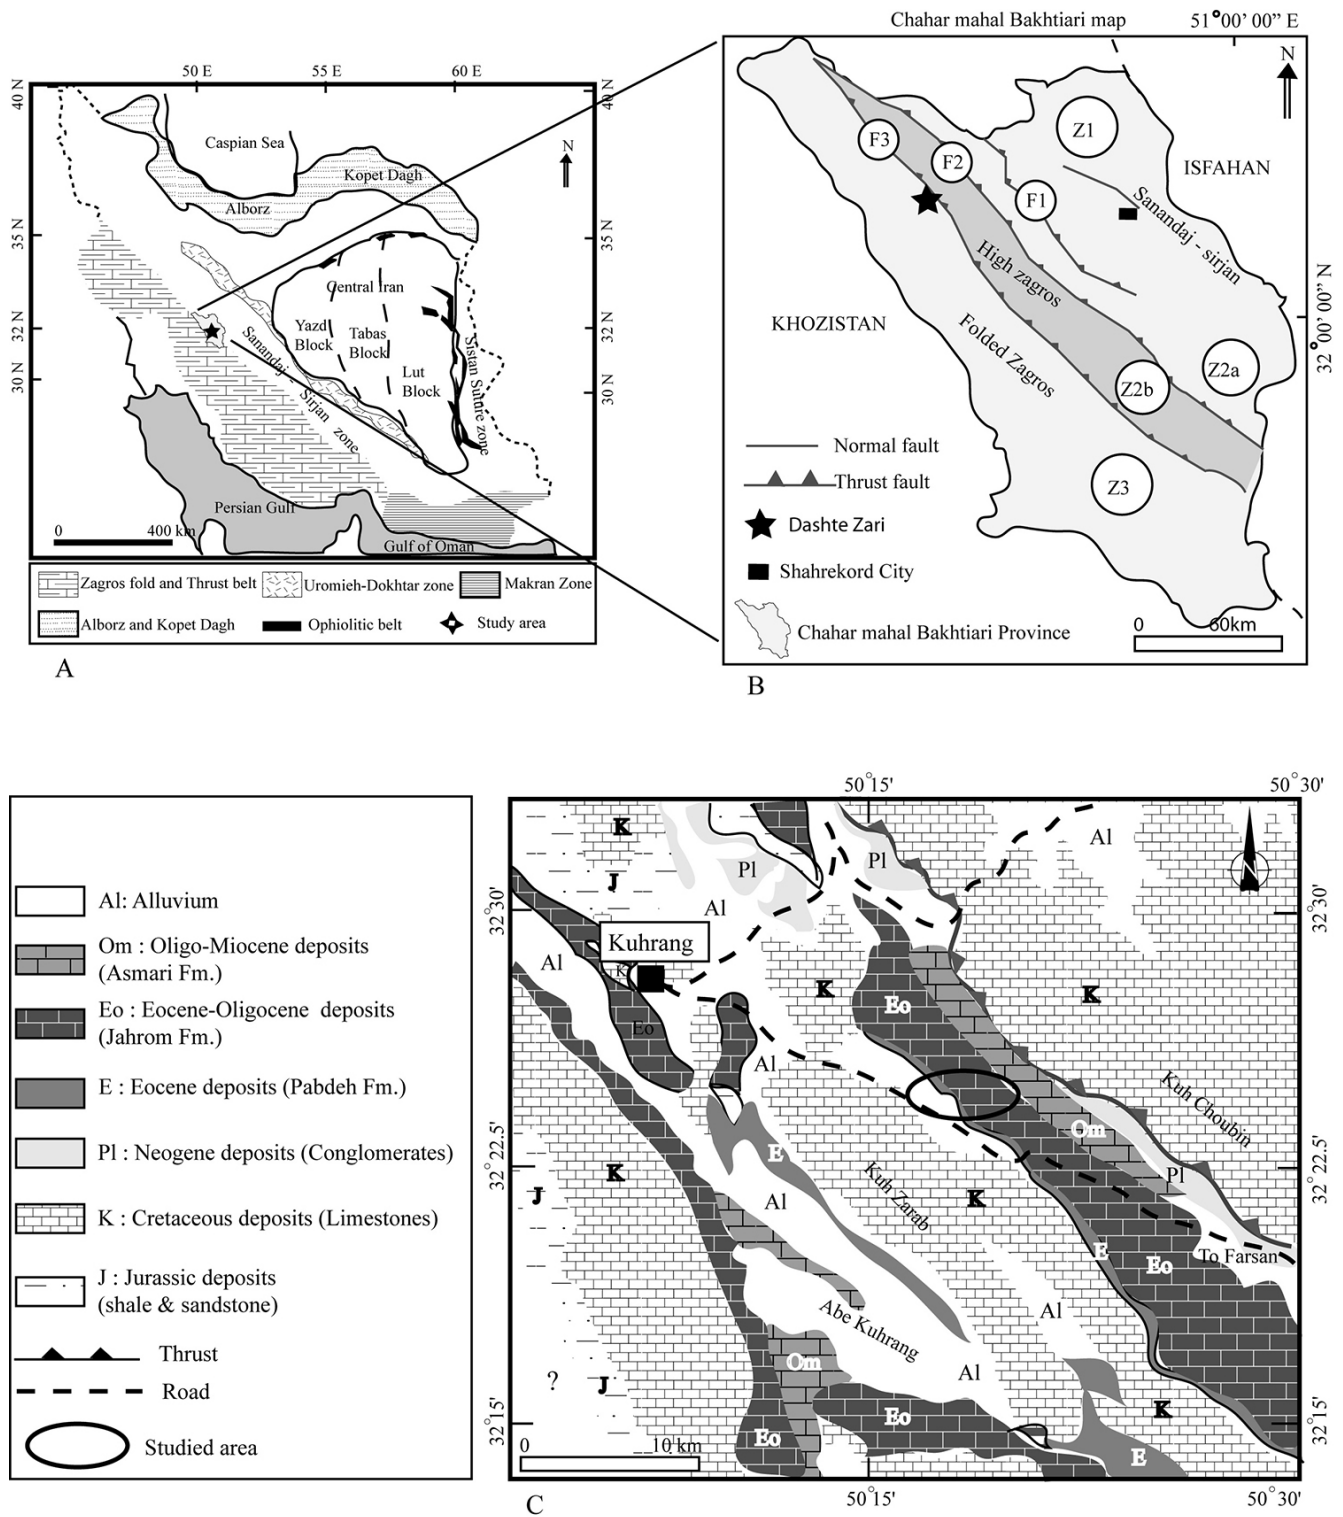 Chahar mahal Bakhtiari map
51°00' 00'' E
50 E
55 E
60 E
40 N
40 N
35 N
35 N
32 N
32 N
30 N
30 N
N
Caspian Sea
Kopet Dagh
Alborz
Central Iran
Yazd
Block
Tabas
Block
Lut
Block
Sanandaj - Sirjan zone
Sistan Suture zone
Persian Gulf
Gulf of Oman
0
400 km
Zagros fold and Thrust belt
Uromieh-Dokhtar zone
Makran Zone
Alborz and Kopet Dagh
Ophiolitic belt
Study area
A
N
Z1
F3
F2
F1
ISFAHAN
Sanandaj - sirjan
High zagros
KHOZISTAN
Folded Zagros
32°00' 00'' N
Z2a
Z2b
Z3
Normal fault
Thrust fault
Dashte Zari
Shahrekord City
Chahar mahal Bakhtiari Province
0
60km
B
Al: Alluvium
Om : Oligo-Miocene deposits
(Asmari Fm.)
Eo : Eocene-Oligocene deposits
(Jahrom Fm.)
E : Eocene deposits (Pabdeh Fm.)
Pl : Neogene deposits (Conglomerates)
K : Cretaceous deposits (Limestones)
J : Jurassic deposits
(shale & sandstone)
Thrust
Road
Studied area
50°15'
50°30'
32°30'
32°30'
32°22.5'
32°22.5'
32°15'
32°15'
K
J
Pl
Pl
Al
Al
N
Kuhrang
Al
K
Eo
K
Eo
K
Al
Kuh Choubin
Om
E
K
J
Al
Kuh Zarab
K
Pl
E
Eo
To Farsan
Al
Abe Kuhrang
Om
?
J
Al
Eo
K
Eo
E
0
10 km
50°15'
50°30'
C